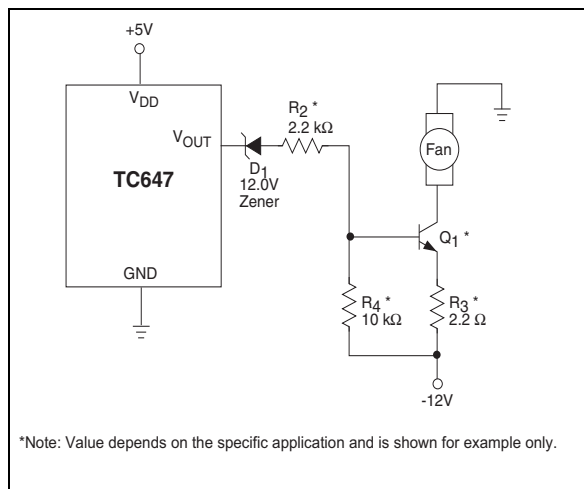 +5V
VDD
VOUT
TC647
GND
D1
12.0V
Zener
R2 *
2.2 kΩ
Fan
Q1 *
R4 *
10 kΩ
R3 *
2.2 Ω
-12V
*Note: Value depends on the specific application and is shown for example only.